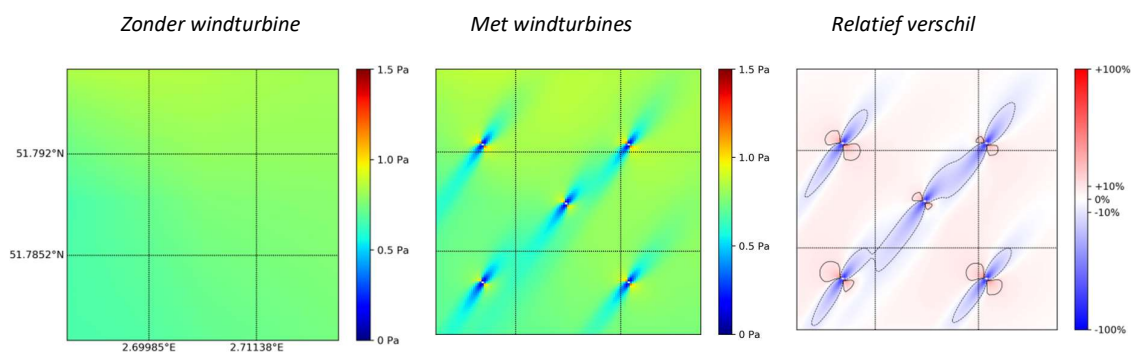 Zonder windturbine
Met windturbines
Relatief verschil
1.5 Pa
1.0 Pa
0.5 Pa
0 Pa
51.792°N
51.7852°N
2.69985°E
2.71138°E
1.5 Pa
1.0 Pa
0.5 Pa
0 Pa
+100%
+10%
0%
-10%
-100%